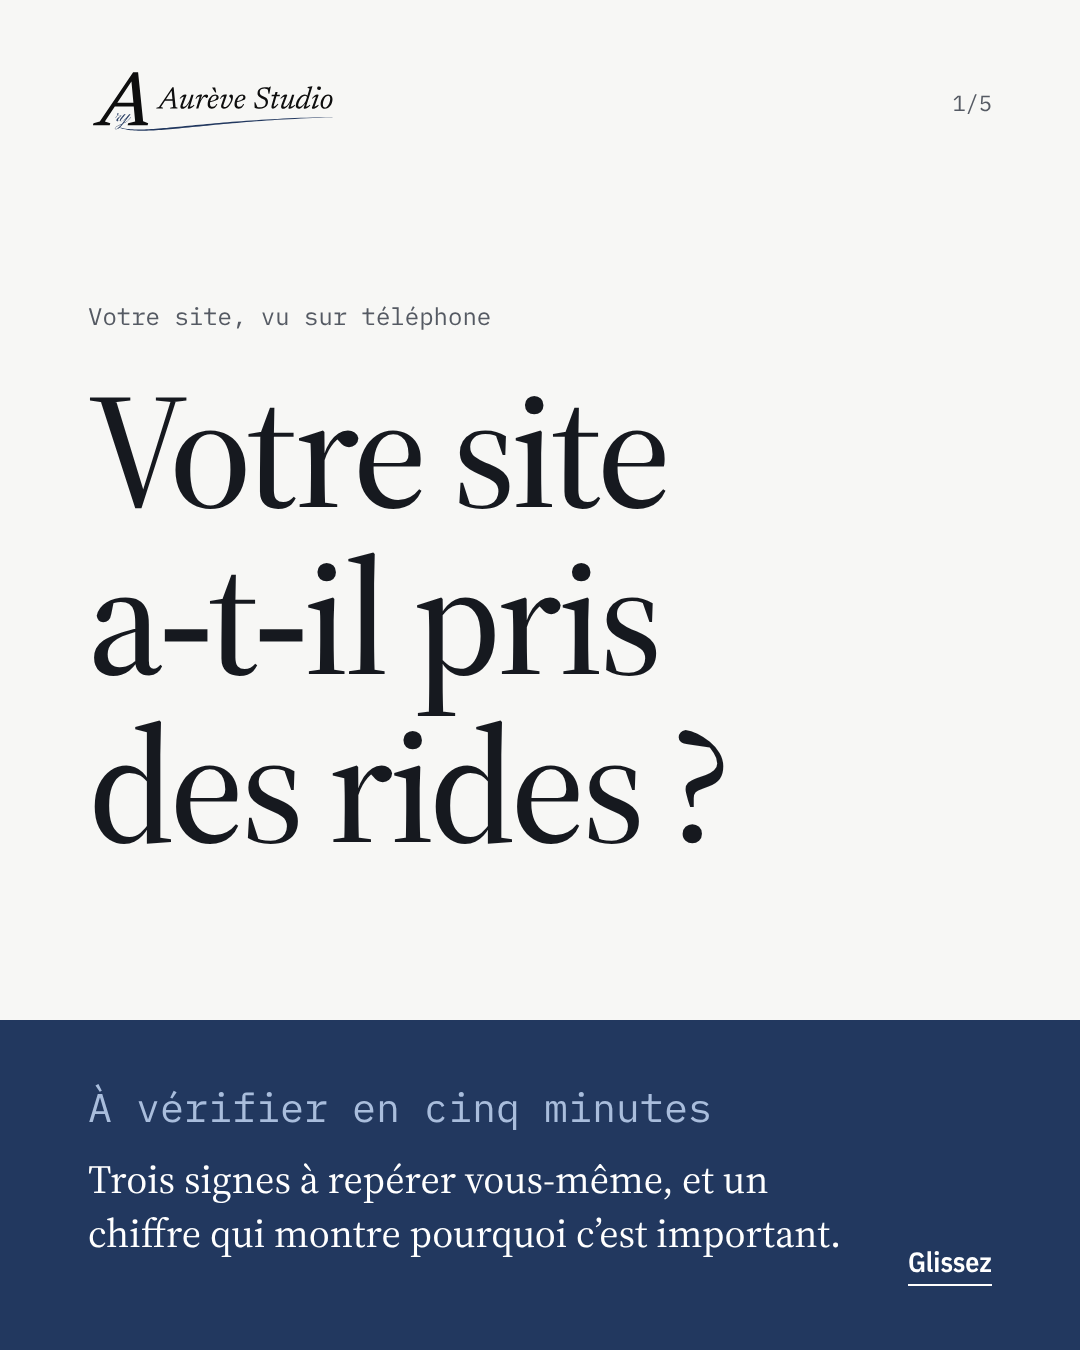 A
ay
Aurève Studio
1/5
Votre site, vu sur téléphone
Votre site
a-t-il pris
des rides ?
À vérifier en cinq minutes
Trois signes à repérer vous-même, et un
chiffre qui montre pourquoi c’est important.
Glissez